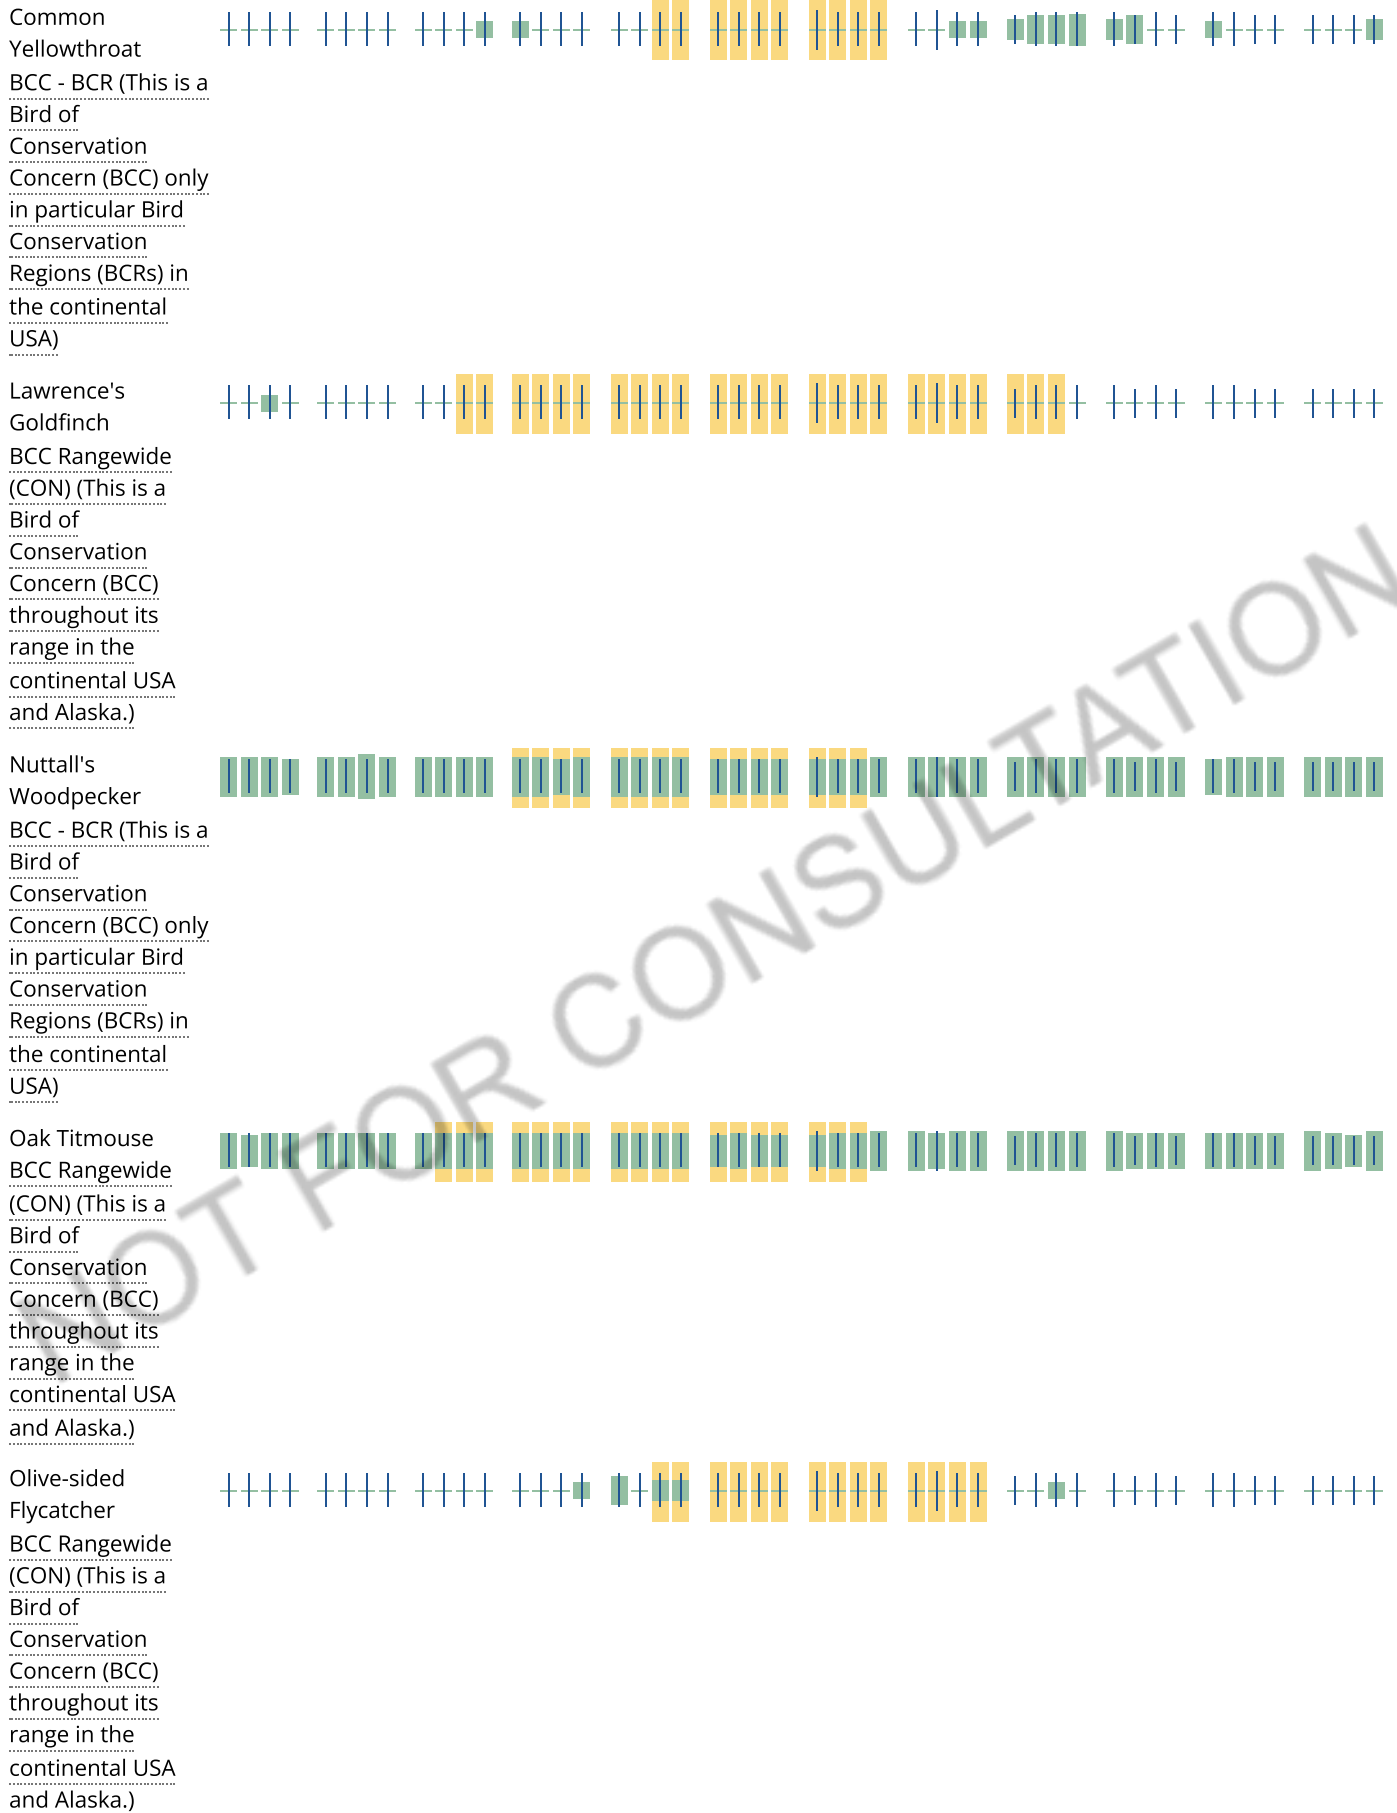 Common
Yellowthroat
BCC - BCR (This is a
Bird of
Conservation
Concern (BCC) only
in particular Bird
Conservation
Regions (BCRs) in
the continental
USA)
Lawrence's
Goldfinch
BCC Rangewide
(CON) (This is a
Bird of
Conservation
Concern (BCC)
throughout its
range in the
continental USA
and Alaska.)
Nuttall's
Woodpecker
BCC - BCR (This is a
Bird of
Conservation
Concern (BCC) only
in particular Bird
Conservation
Regions (BCRs) in
the continental
USA)
Oak Titmouse
BCC Rangewide
(CON) (This is a
Bird of
Conservation
Concern (BCC)
throughout its
range in the
continental USA
and Alaska.)
Olive-sided
Flycatcher
BCC Rangewide
(CON) (This is a
Bird of
Conservation
Concern (BCC)
throughout its
range in the
continental USA
and Alaska.)
NOT FOR CONSULTATION